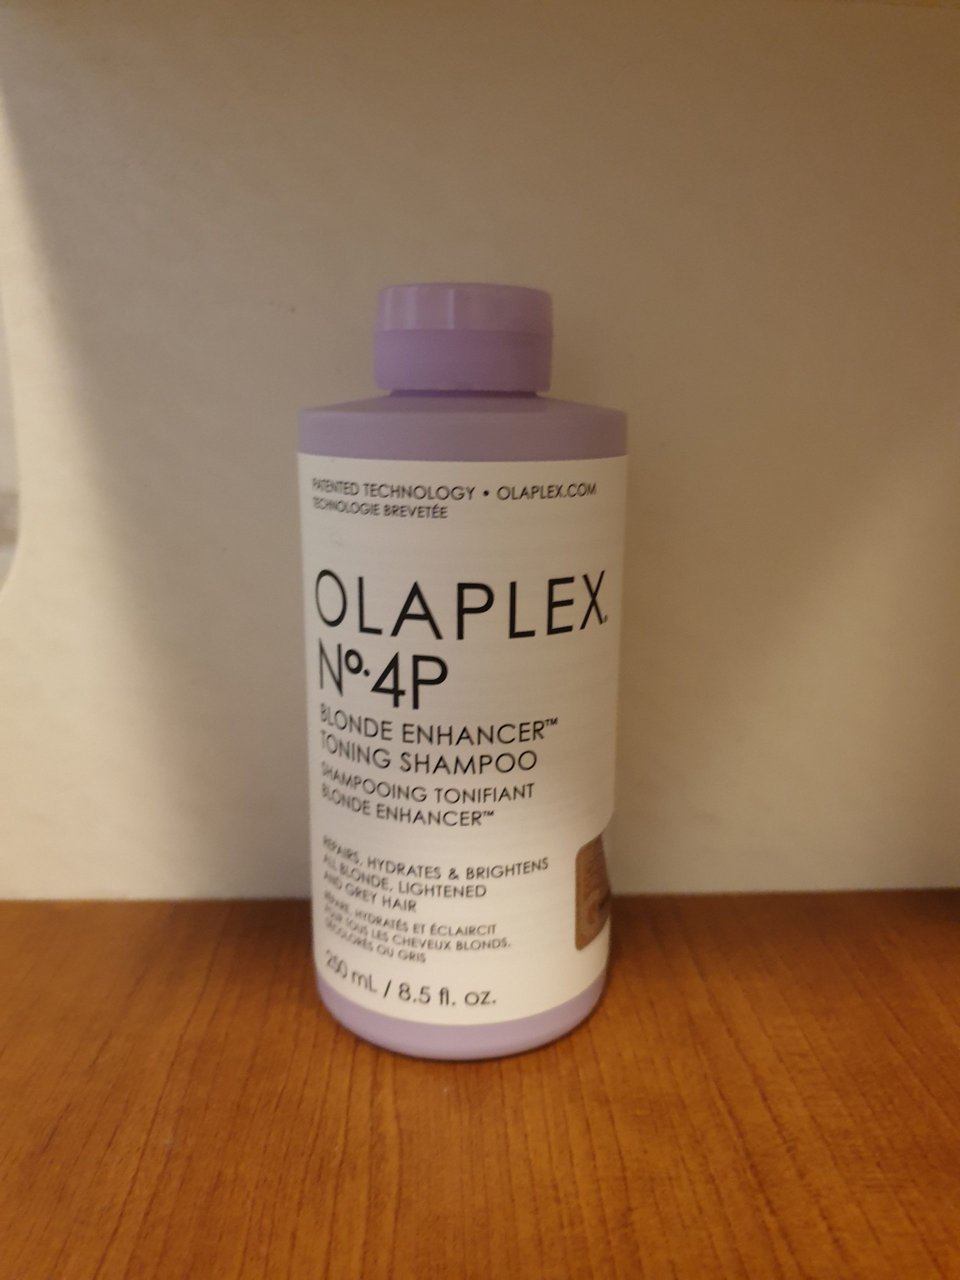 PATENTED TECHNOLOGY • OLAPLEX.COM
TECHNOLOGIE BREVETÉE
OLAPLEX.
Nº.4P
BLONDE ENHANCER™
TONING SHAMPOO
SHAMPOOING TONIFIANT
BLONDE ENHANCER™
REPAIRS, HYDRATES & BRIGHTENS
ALL BLONDE, LIGHTENED
AND GREY HAIR
RÉPARE, HYDRATÉS ET ÉCLAIRCIT
POUR TOUS LES CHEVEUX BLONDS,
DÉCOLORÉS OU GRIS
250 mL / 8.5 fl. oz.